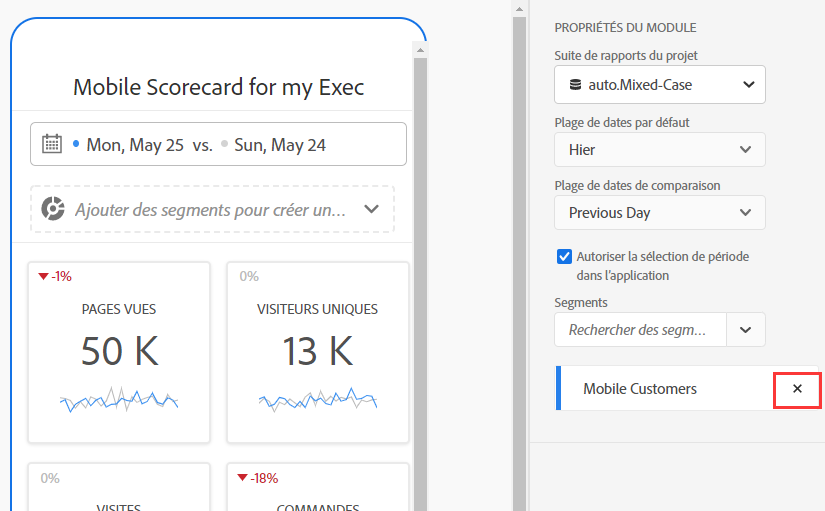 Mobile Scorecard for my Exec
Mon, May 25 vs. Sun, May 24
Ajouter des segments pour créer un...
-1%
PAGES VUES
50 K
0%
VISITEURS UNIQUES
13 K
0%
VISITES
-18%
COMMANDES
PROPRIÉTÉS DU MODULE
Suite de rapports du projet
auto.Mixed-Case
Plage de dates par défaut
Hier
Plage de dates de comparaison
Previous Day
Autoriser la sélection de période
dans l'application
Segments
Rechercher des segm...
Mobile Customers